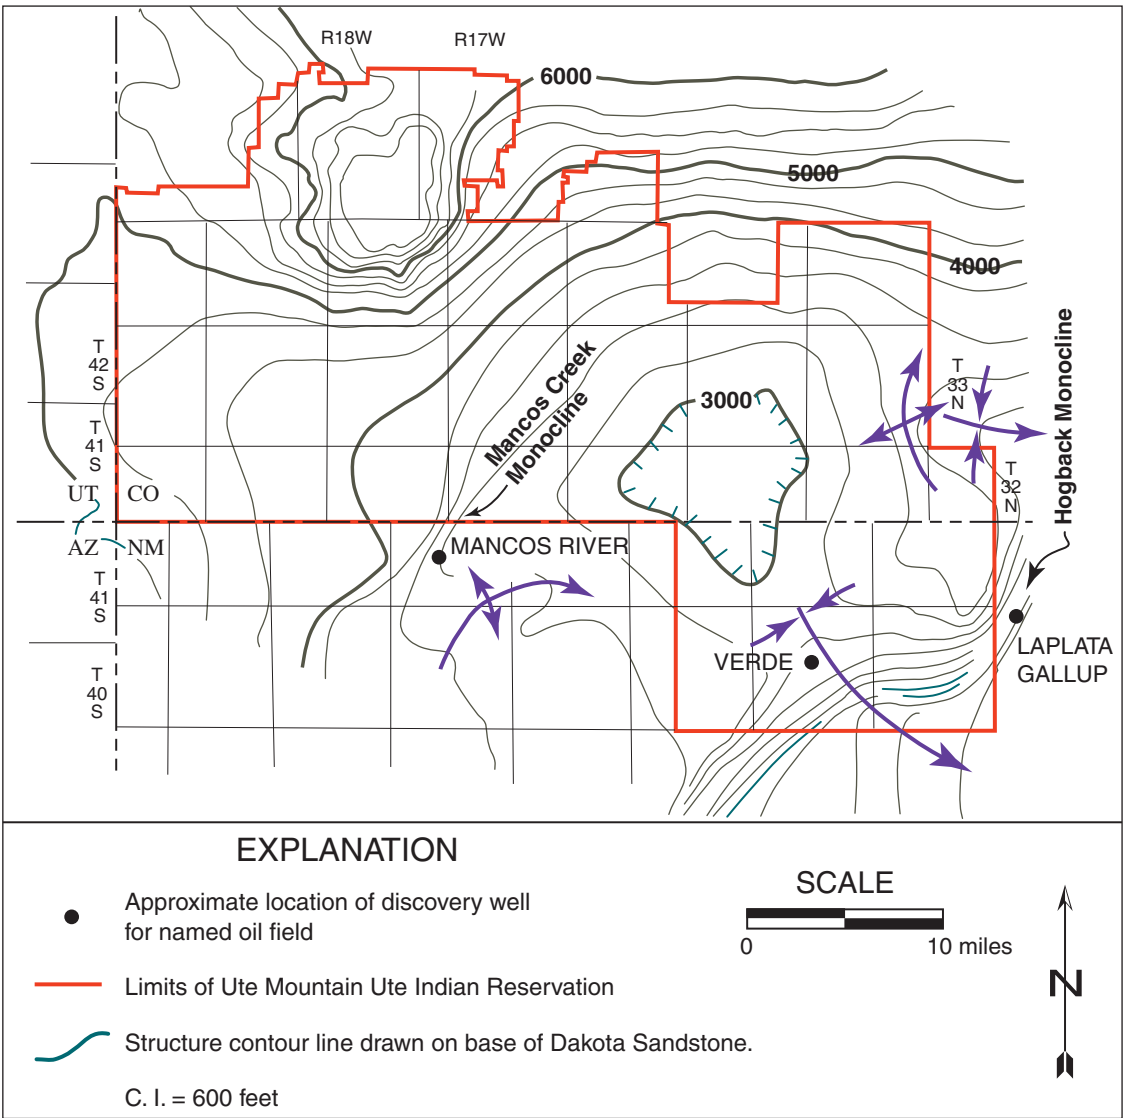 R18W
R17W
6000
5000
4000
3000
T
42
S
T
41
S
UT
CO
AZ
NM
T
41
S
T
40
S
Mancos Creek
Monocline
T
33
N
T
32
N
Hogback Monocline
MANCOS RIVER
VERDE
LAPLATA
GALLUP
EXPLANATION
Approximate location of discovery well
for named oil field
Limits of Ute Mountain Ute Indian Reservation
Structure contour line drawn on base of Dakota Sandstone.
C. I. = 600 feet
SCALE
0
10 miles
N